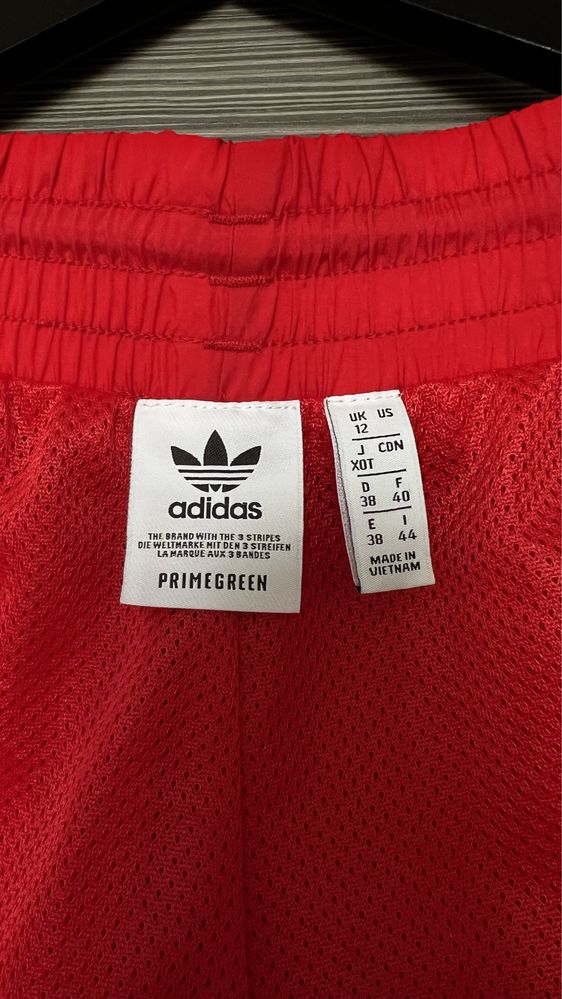 adidas
THE BRAND WITH THE 3 STRIPES
DIE WELTMARKE MIT DEN 3 STREIFEN
LA MARQUE AUX 3 BANDES
PRIMEGREEN
UK US
12
J CDN
XOT
D F
38 40
E I
38 44
MADE IN
VIETNAM